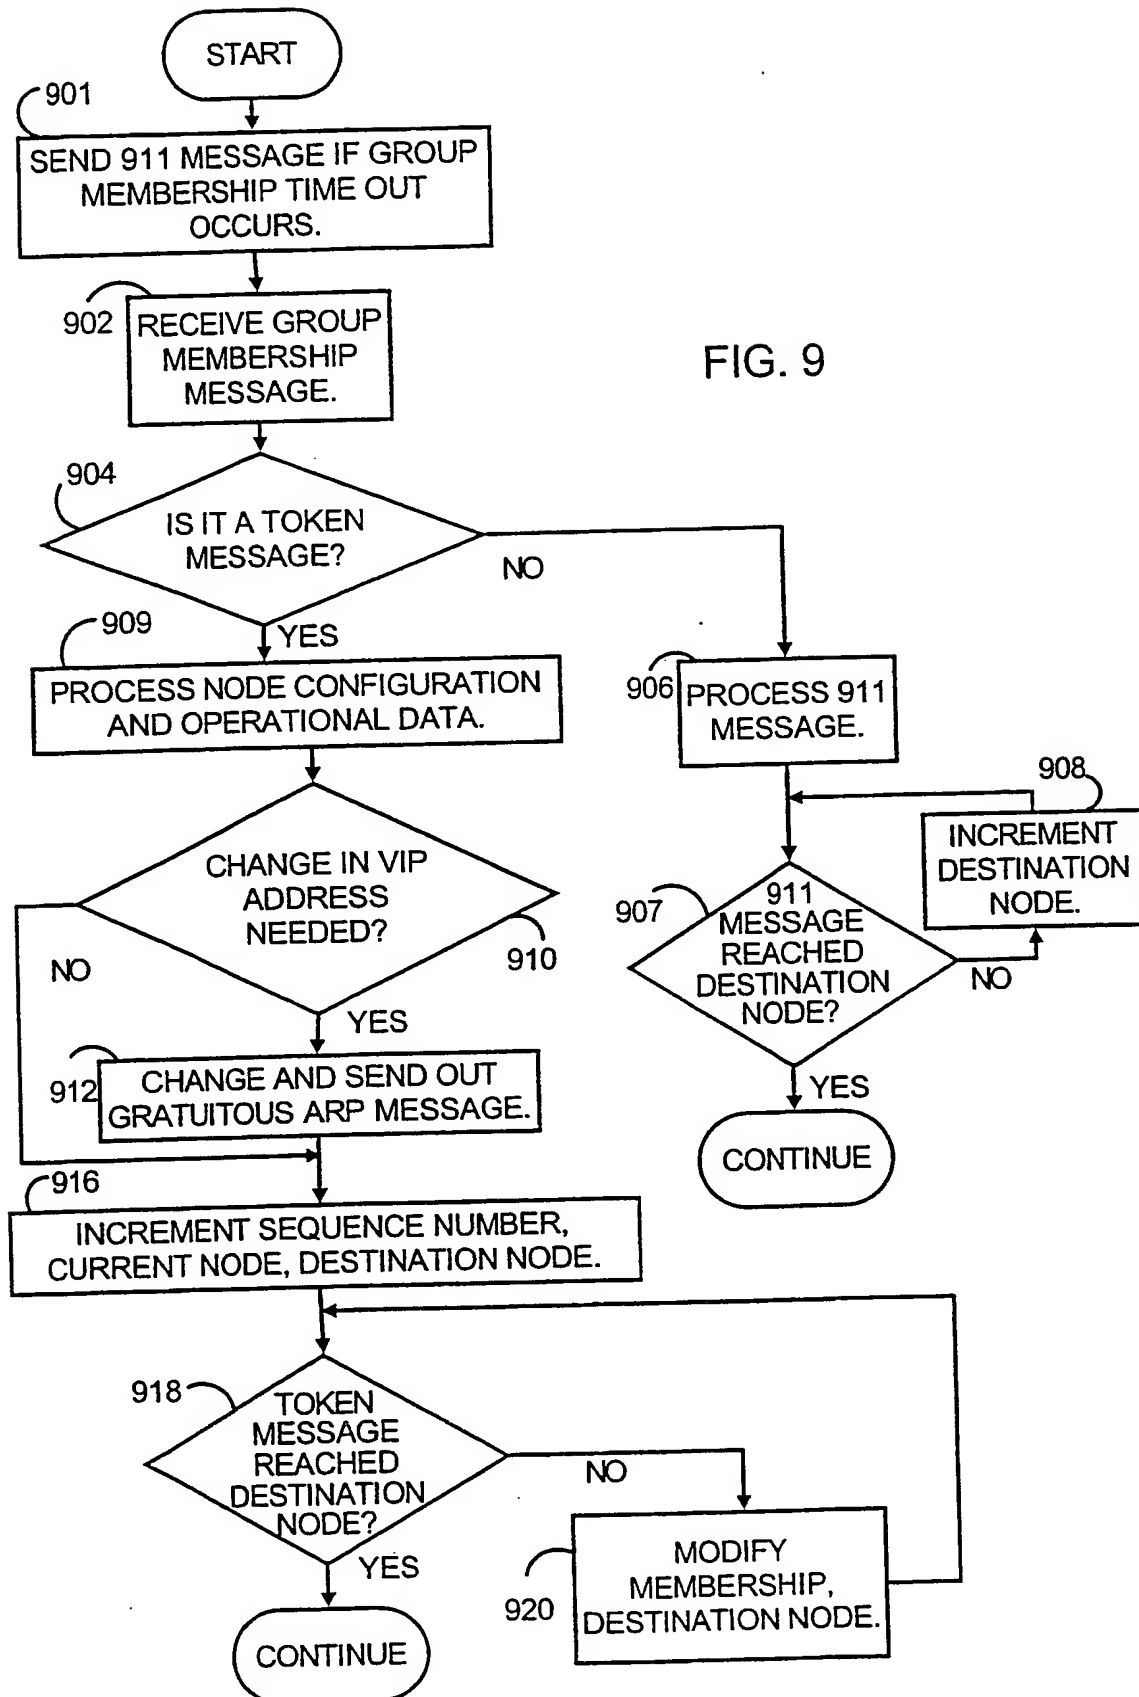 START
901
SEND 911 MESSAGE IF GROUP
MEMBERSHIP TIME OUT
OCCURS.
902
RECEIVE GROUP
MEMBERSHIP
MESSAGE.
FIG. 9
904
IS IT A TOKEN
MESSAGE?
NO
YES
909
PROCESS NODE CONFIGURATION
AND OPERATIONAL DATA.
906
PROCESS 911
MESSAGE.
908
INCREMENT
DESTINATION
NODE.
907
911
MESSAGE
REACHED
DESTINATION
NODE?
NO
YES
CONTINUE
CHANGE IN VIP
ADDRESS
NEEDED?
910
NO
YES
912
CHANGE AND SEND OUT
GRATUITOUS ARP MESSAGE.
916
INCREMENT SEQUENCE NUMBER,
CURRENT NODE, DESTINATION NODE.
918
TOKEN
MESSAGE
REACHED
DESTINATION
NODE?
NO
YES
920
MODIFY
MEMBERSHIP,
DESTINATION NODE.
CONTINUE